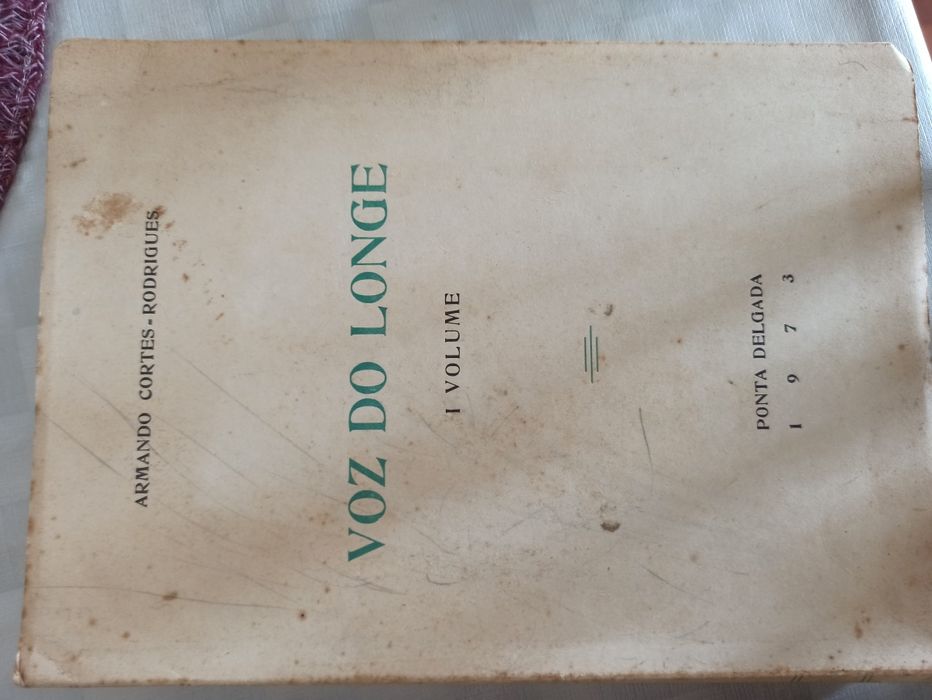 ARMANDO CORTES-RODRIGUES
VOZ DO LONGE
I VOLUME
PONTA DELGADA
1 9 7 3